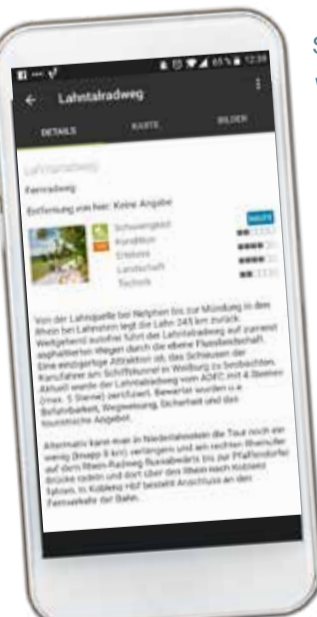 65 % 12:39
← Lahntalradweg
DETAILS KARTE BILDER
Lahntalradweg
Fernradweg
Entfernung von hier: Keine Angabe
Schwierigkeit
Kondition
Erlebnis
Landschaft
Technik
Von der Lahnquelle bei Netphen bis zur Mündung in den
Rhein bei Lahnstein legt die Lahn 245 km zurück.
Weitgehend autofrei führt der Lahntalradweg auf zumeist
asphaltierten Wegen durch die ebene Flusslandschaft.
Eine einzigartige Attraktion ist, das Schleusen der
Kanufahrer am Schiffstunnel in Weilburg zu beobachten.
Aktuell wurde der Lahntalradweg vom ADFC mit 4 Sternen
(max. 5 Sterne) zertifiziert. Bewertet wurden u.a.
Befahrbarkeit, Wegweisung, Sicherheit und das
touristische Angebot.
Alternativ kann man in Niederlahnstein die Tour noch ein
wenig (knapp 8 km) verlängern und am rechten Rheinufer
auf dem Rhein-Radweg flussabwärts bis zur Pfaffendorfer
Brücke radeln und dort über den Rhein nach Koblenz
fahren. In Koblenz Hbf besteht Anschluss an den
Fernverkehr der Bahn.